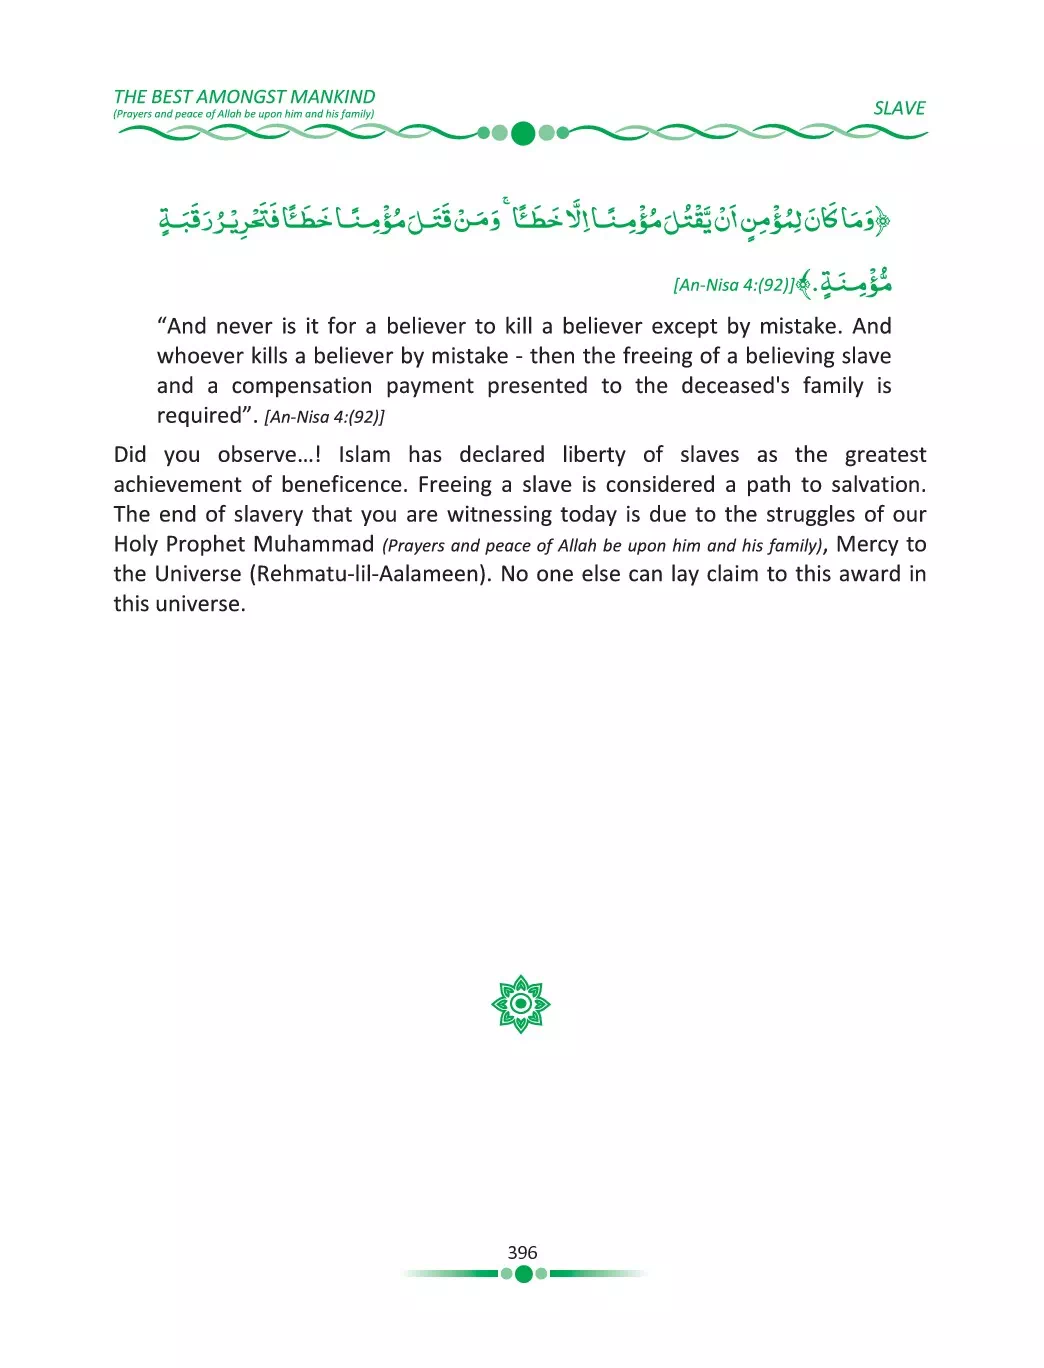 THE BEST AMONGST MANKIND
(Prayers and peace of Allah be upon him and his family)
SLAVE
﴿وَمَا كَانَ لِمُؤْمِنٍ اَنْ يَّقْتُلَ مُؤْمِنًا اِلَّا خَطَـًٔا ۚ وَمَنْ قَتَلَ مُؤْمِنًا خَطَـًٔا فَتَحْرِيْرُ رَقَبَةٍ
مُّؤْمِنَةٍ.﴾ [An-Nisa 4:(92)]
“And never is it for a believer to kill a believer except by mistake. And
whoever kills a believer by mistake - then the freeing of a believing slave
and a compensation payment presented to the deceased's family is
required”. [An-Nisa 4:(92)]
Did you observe...! Islam has declared liberty of slaves as the greatest
achievement of beneficence. Freeing a slave is considered a path to salvation.
The end of slavery that you are witnessing today is due to the struggles of our
Holy Prophet Muhammad (Prayers and peace of Allah be upon him and his family), Mercy to
the Universe (Rehmatu-lil-Aalameen). No one else can lay claim to this award in
this universe.
396